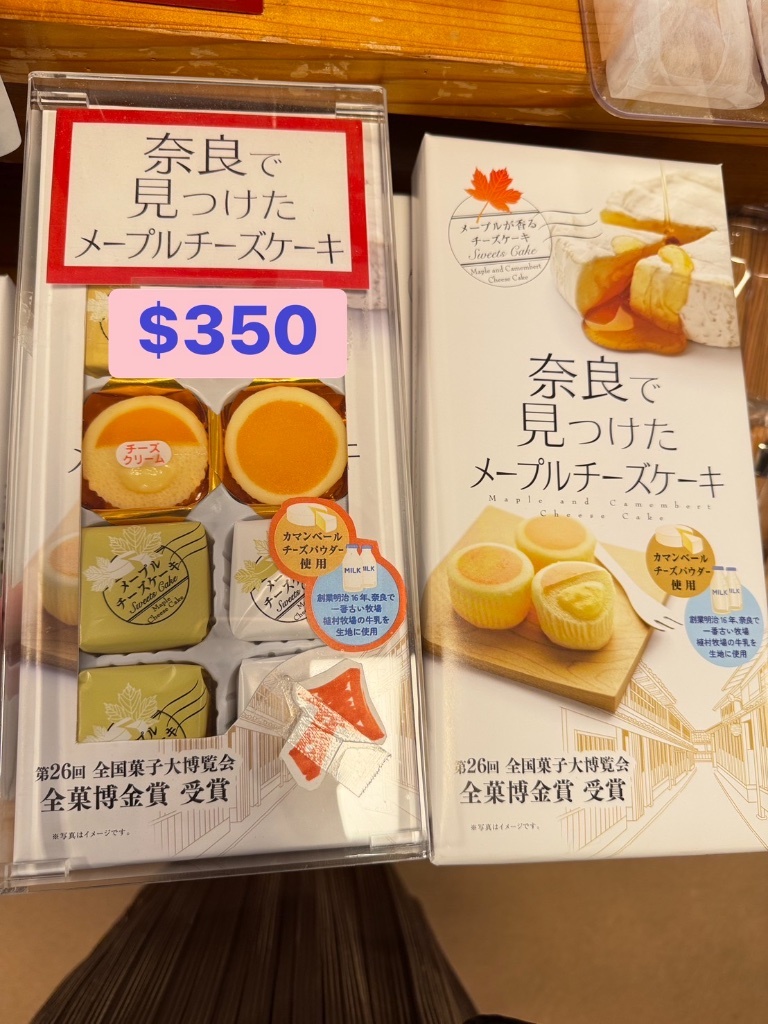 奈良で
見つけた
メープルチーズケーキ
$350
チーズ
クリーム
カマンベール
チーズパウダー
使用
MILK
創業明治16年、奈良で
一番古い牧場
植村牧場の牛乳を
生地に使用
メープル
チーズケーキ
Sweets Cake
Maple
Cheese Cake
第26回 全国菓子大博覧会
全菓博金賞 受賞
※写真はイメージです。
メープルが香る
チーズケーキ
Sweets Cake
Maple and Camembert
Cheese Cake
奈良で
見つけた
メープルチーズケーキ
Maple and Camembert
Cheese Cake
カマンベール
チーズパウダー
使用
MILK
創業明治16年、奈良で
一番古い牧場
植村牧場の牛乳を
生地に使用
第26回 全国菓子大博覧会
全菓博金賞 受賞
※写真はイメージです。